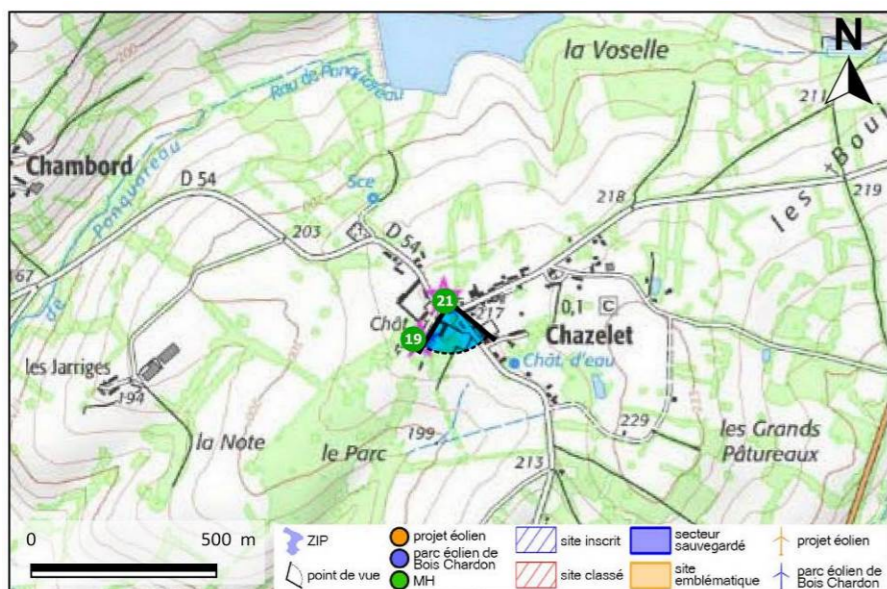 la Voselle
N
211
Rau de Ponquareau
les Bou
Chambord
Ponquareau
D 54
Sce
218
219
203
D 54
167
de
21
217
0,1
C
Chât.
19
Chazelet
Chât. d'eau
les Jarriges
194
229
la Note
199
les Grands
le Parc
Pâtureaux
213
0
500 m
ZIP
point de vue
projet éolien
parc éolien de
Bois Chardon
MH
site inscrit
site classé
secteur
sauvegardé
site
emblématique
projet éolien
parc éolien de
Bois Chardon